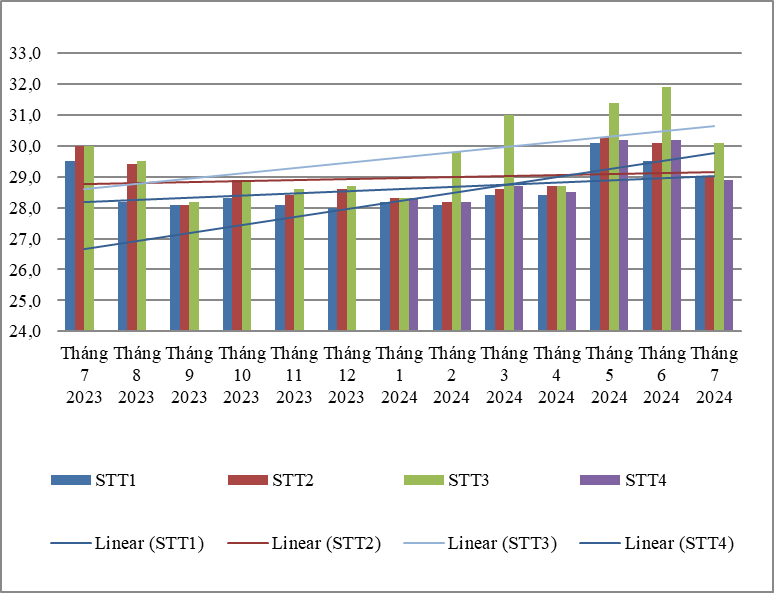 33,0
32,0
31,0
30,0
29,0
28,0
27,0
26,0
25,0
24,0
Tháng 7 2023
Tháng 8 2023
Tháng 9 2023
Tháng 10 2023
Tháng 11 2023
Tháng 12 2023
Tháng 1 2024
Tháng 2 2024
Tháng 3 2024
Tháng 4 2024
Tháng 5 2024
Tháng 6 2024
Tháng 7 2024
STT1 STT2 STT3 STT4
Linear (STT1) Linear (STT2) Linear (STT3) Linear (STT4)